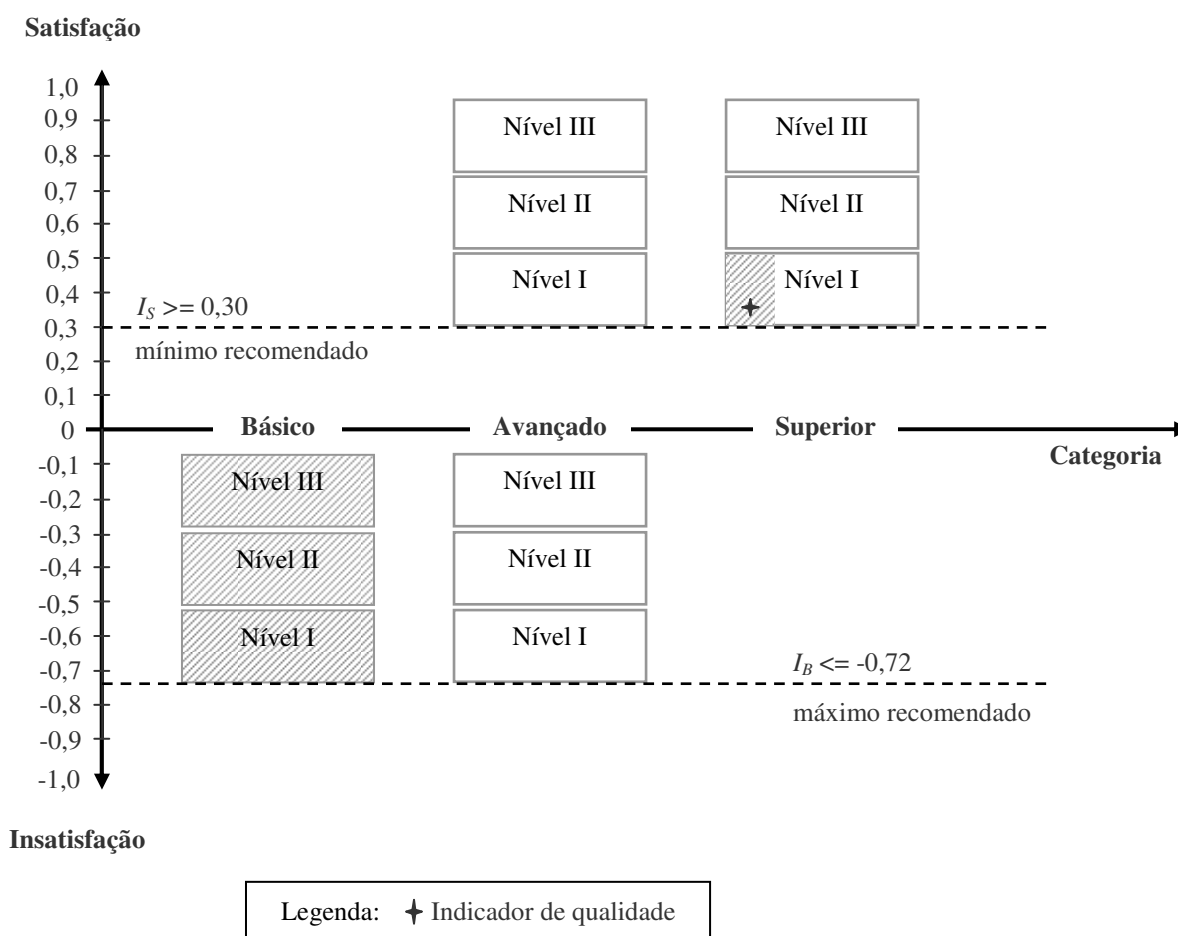 Satisfação
1,0
0,9
0,8
0,7
0,6
0,5
0,4
0,3
0,2
0,1
0
-0,1
-0,2
-0,3
-0,4
-0,5
-0,6
-0,7
-0,8
-0,9
-1,0
Nível III
Nível III
Nível II
Nível II
Nível I
Nível I
I_S >= 0,30
mínimo recomendado
Básico
Avançado
Superior
Categoria
Nível III
Nível III
Nível II
Nível II
Nível I
Nível I
I_B <= -0,72
máximo recomendado
Insatisfação
Legenda: Indicador de qualidade